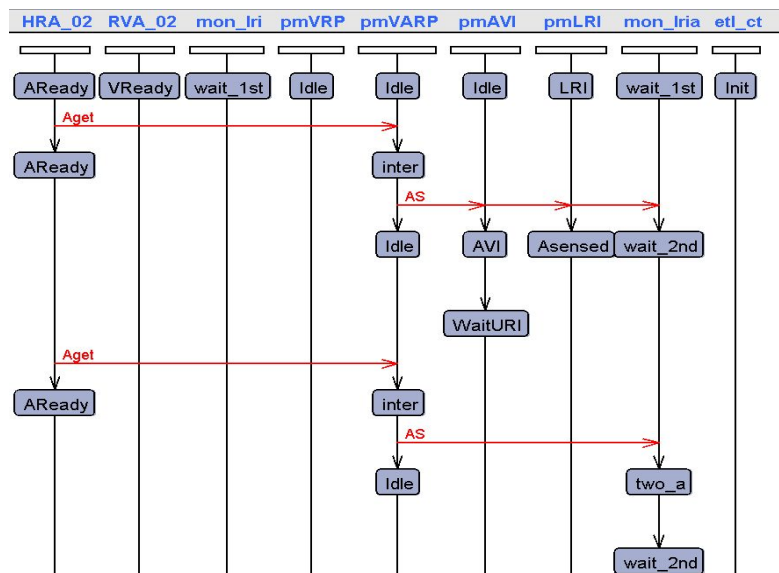 HRA_02 RVA_02 mon_lri pmVRP pmVARP pmAVI pmLRI mon_lria etl_ct
AReady VReady wait_1st Idle Idle Idle LRI wait_1st Init
Aget
AReady inter
AS
Idle AVI Asensed wait_2nd
WaitURI
Aget
AReady inter
AS
Idle two_a
wait_2nd